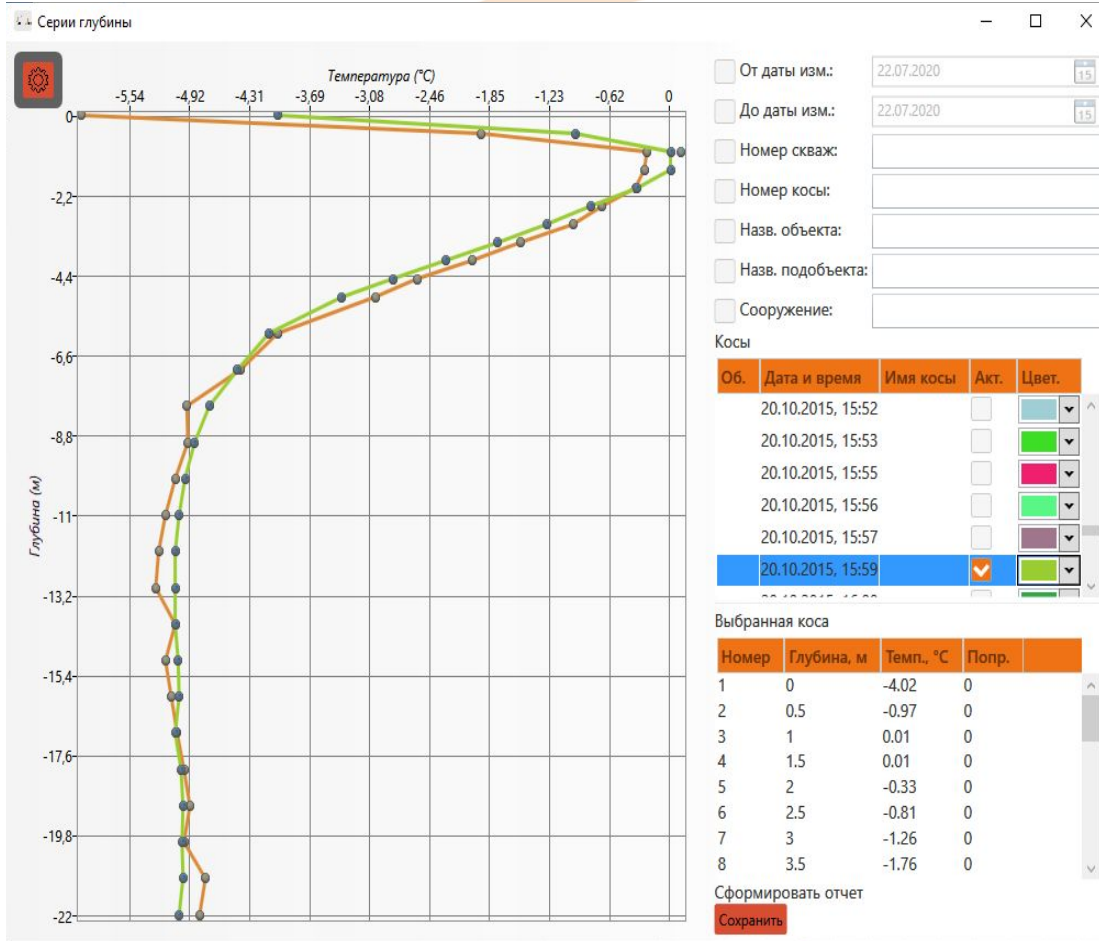 Серии глубины
Температура (°C)
-5,54 -4,92 -4,31 -3,69 -3,08 -2,46 -1,85 -1,23 -0,62 0
0
-2,2
-4,4
-6,6
-8,8
-11
-13,2
-15,4
-17,6
-19,8
-22
Глубина (м)
От даты изм.: 22.07.2020 15
До даты изм.: 22.07.2020 15
Номер скваж:
Номер косы:
Назв. объекта:
Назв. подобъекта:
Сооружение:
Косы
Об. Дата и время Имя косы Акт. Цвет.
20.10.2015, 15:52
20.10.2015, 15:53
20.10.2015, 15:55
20.10.2015, 15:56
20.10.2015, 15:57
20.10.2015, 15:59
Выбранная коса
Номер Глубина, м Темп., °C Попр.
1 0 -4.02 0
2 0.5 -0.97 0
3 1 0.01 0
4 1.5 0.01 0
5 2 -0.33 0
6 2.5 -0.81 0
7 3 -1.26 0
8 3.5 -1.76 0
Сформировать отчет
Сохранить